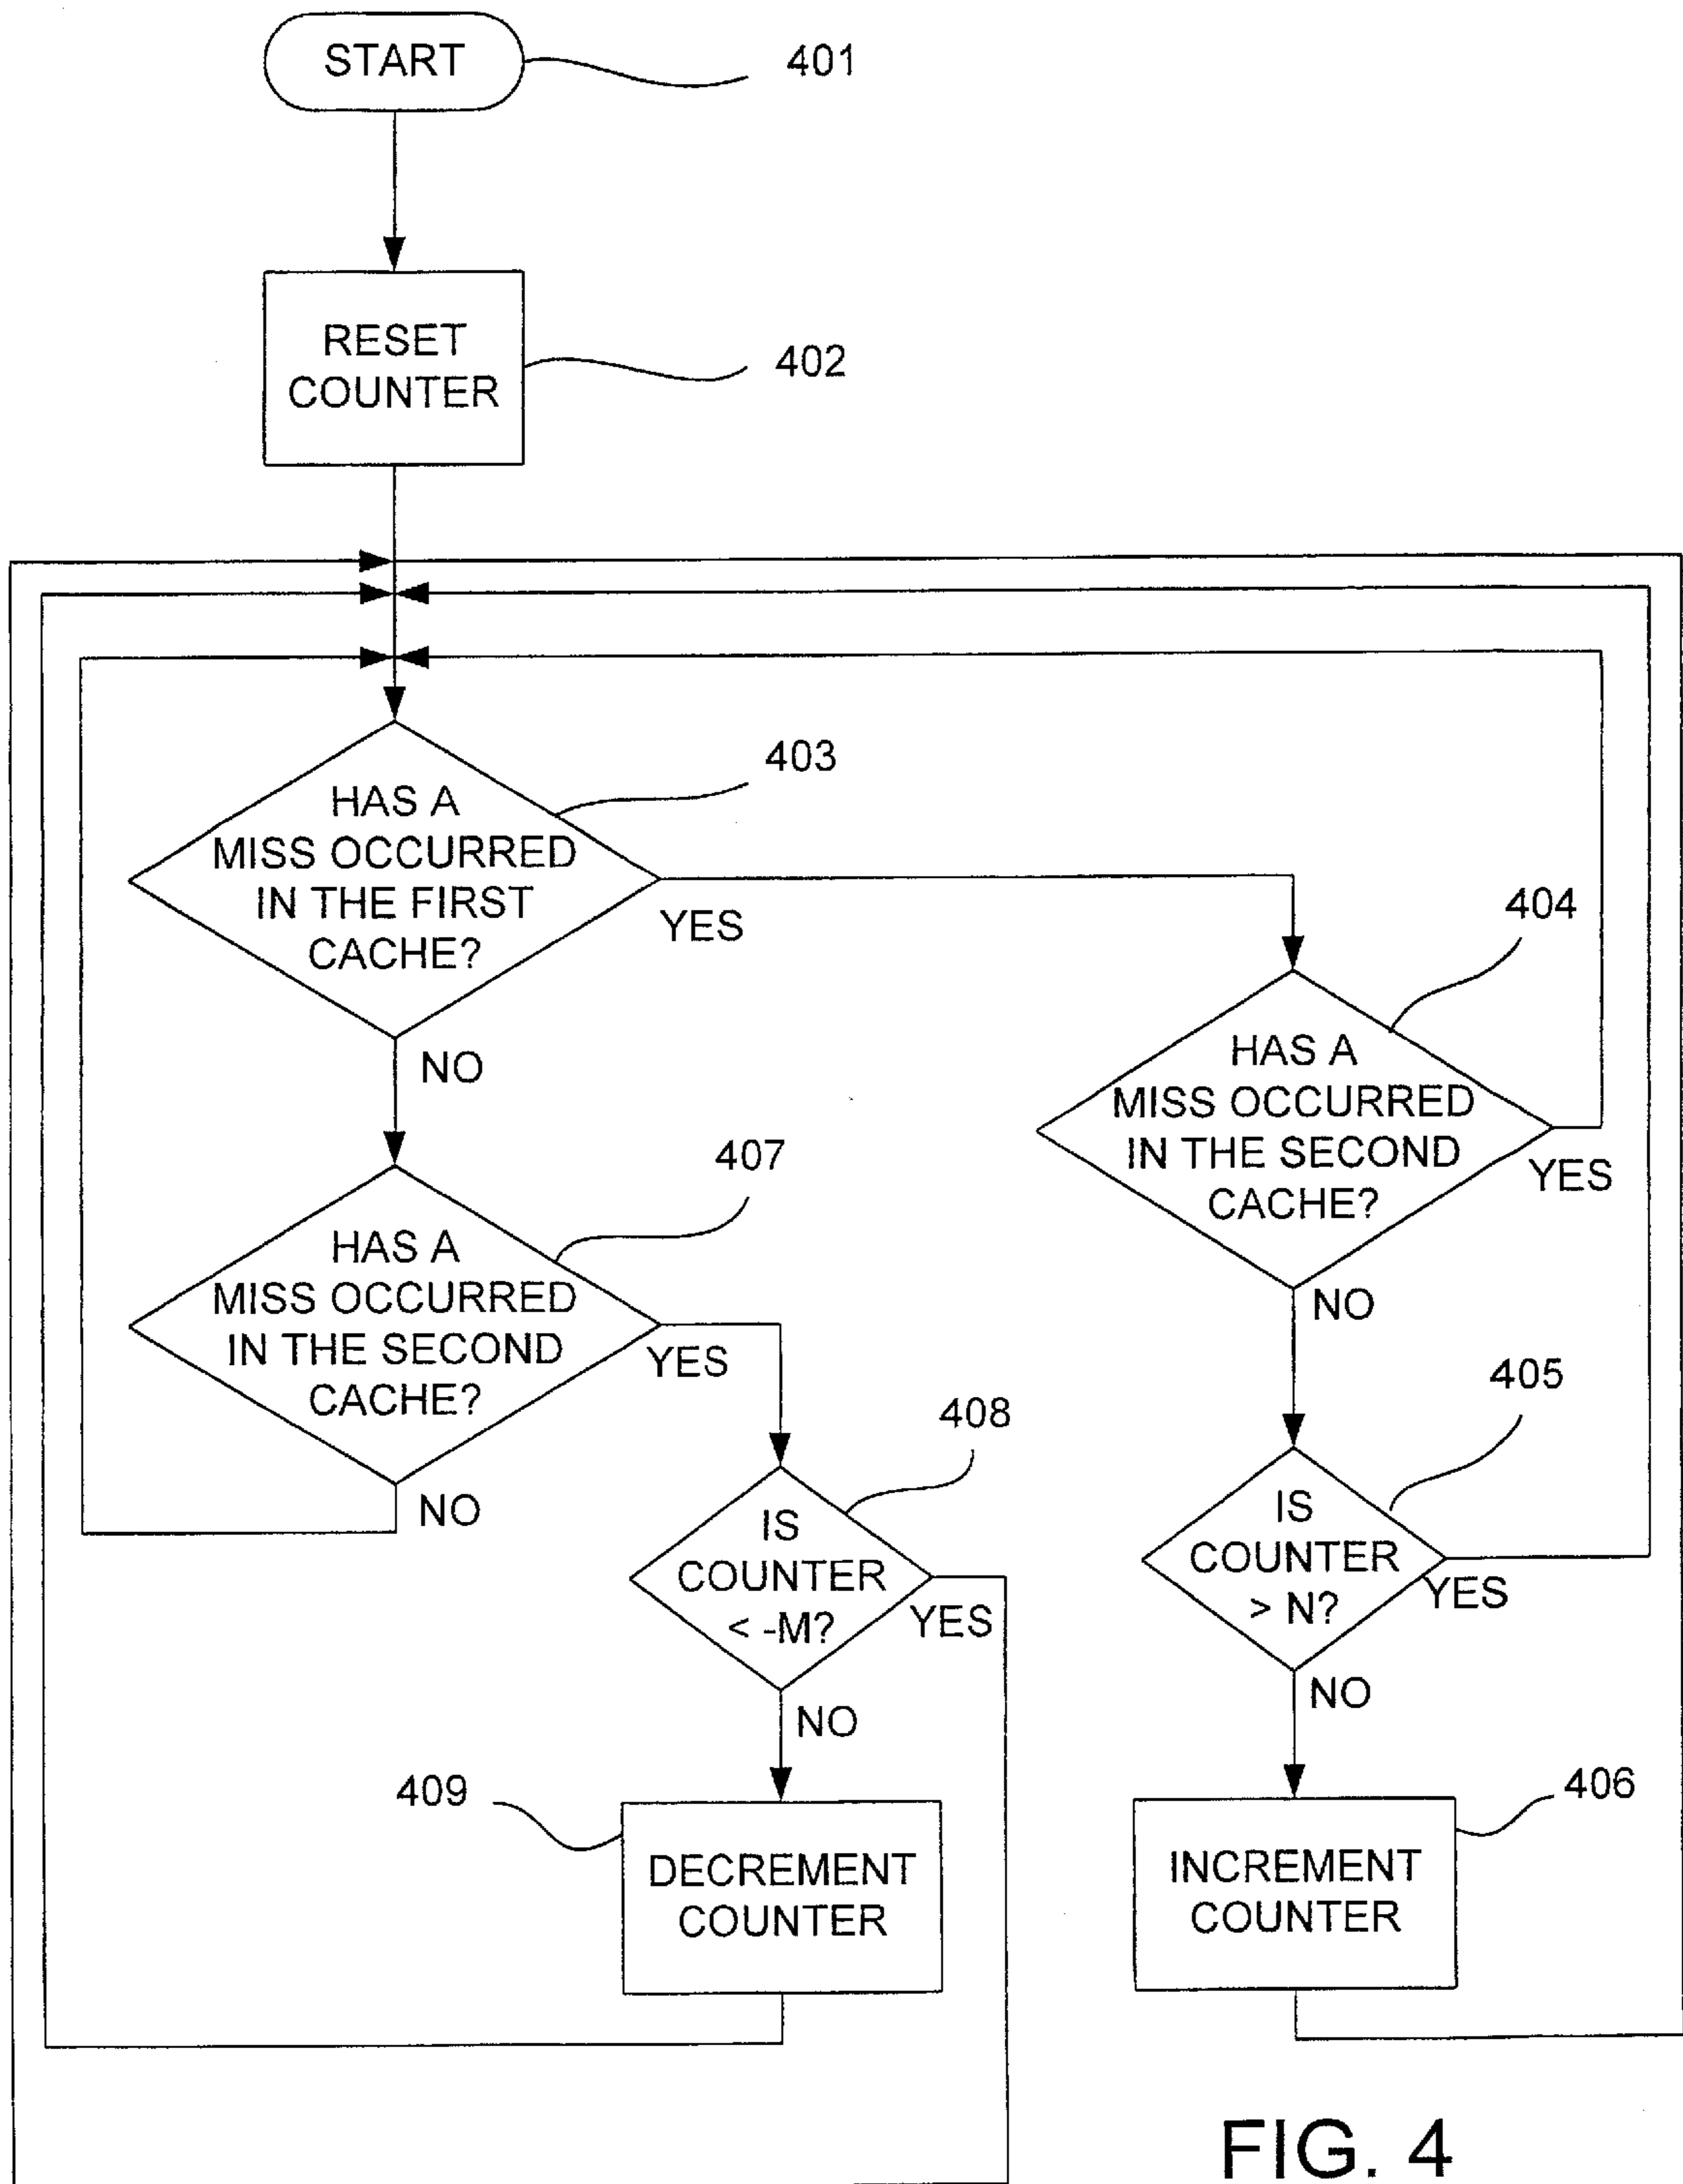 START
401
RESET
COUNTER
402
HAS A
MISS OCCURRED
IN THE FIRST
CACHE?
403
YES
NO
HAS A
MISS OCCURRED
IN THE SECOND
CACHE?
404
YES
NO
HAS A
MISS OCCURRED
IN THE SECOND
CACHE?
407
YES
NO
IS
COUNTER
< -M?
408
YES
NO
IS
COUNTER
> N?
405
YES
NO
409
DECREMENT
COUNTER
INCREMENT
COUNTER
406
FIG. 4